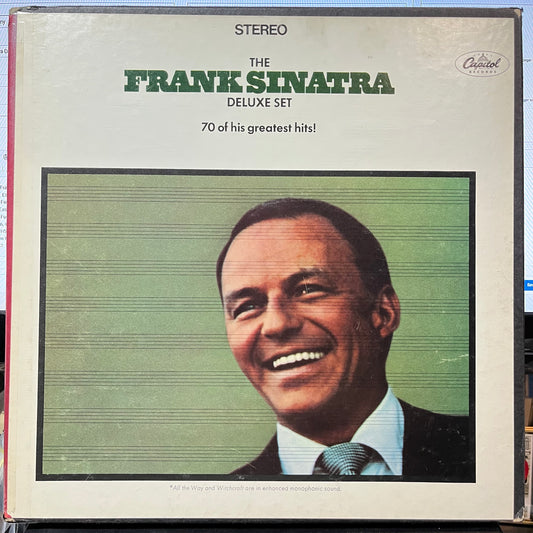 STEREO
THE
FRANK SINATRA
DELUXE SET
Capitol
RECORDS
70 of his greatest hits!
*All the Way and Witchcraft are in enhanced monophonic sound.